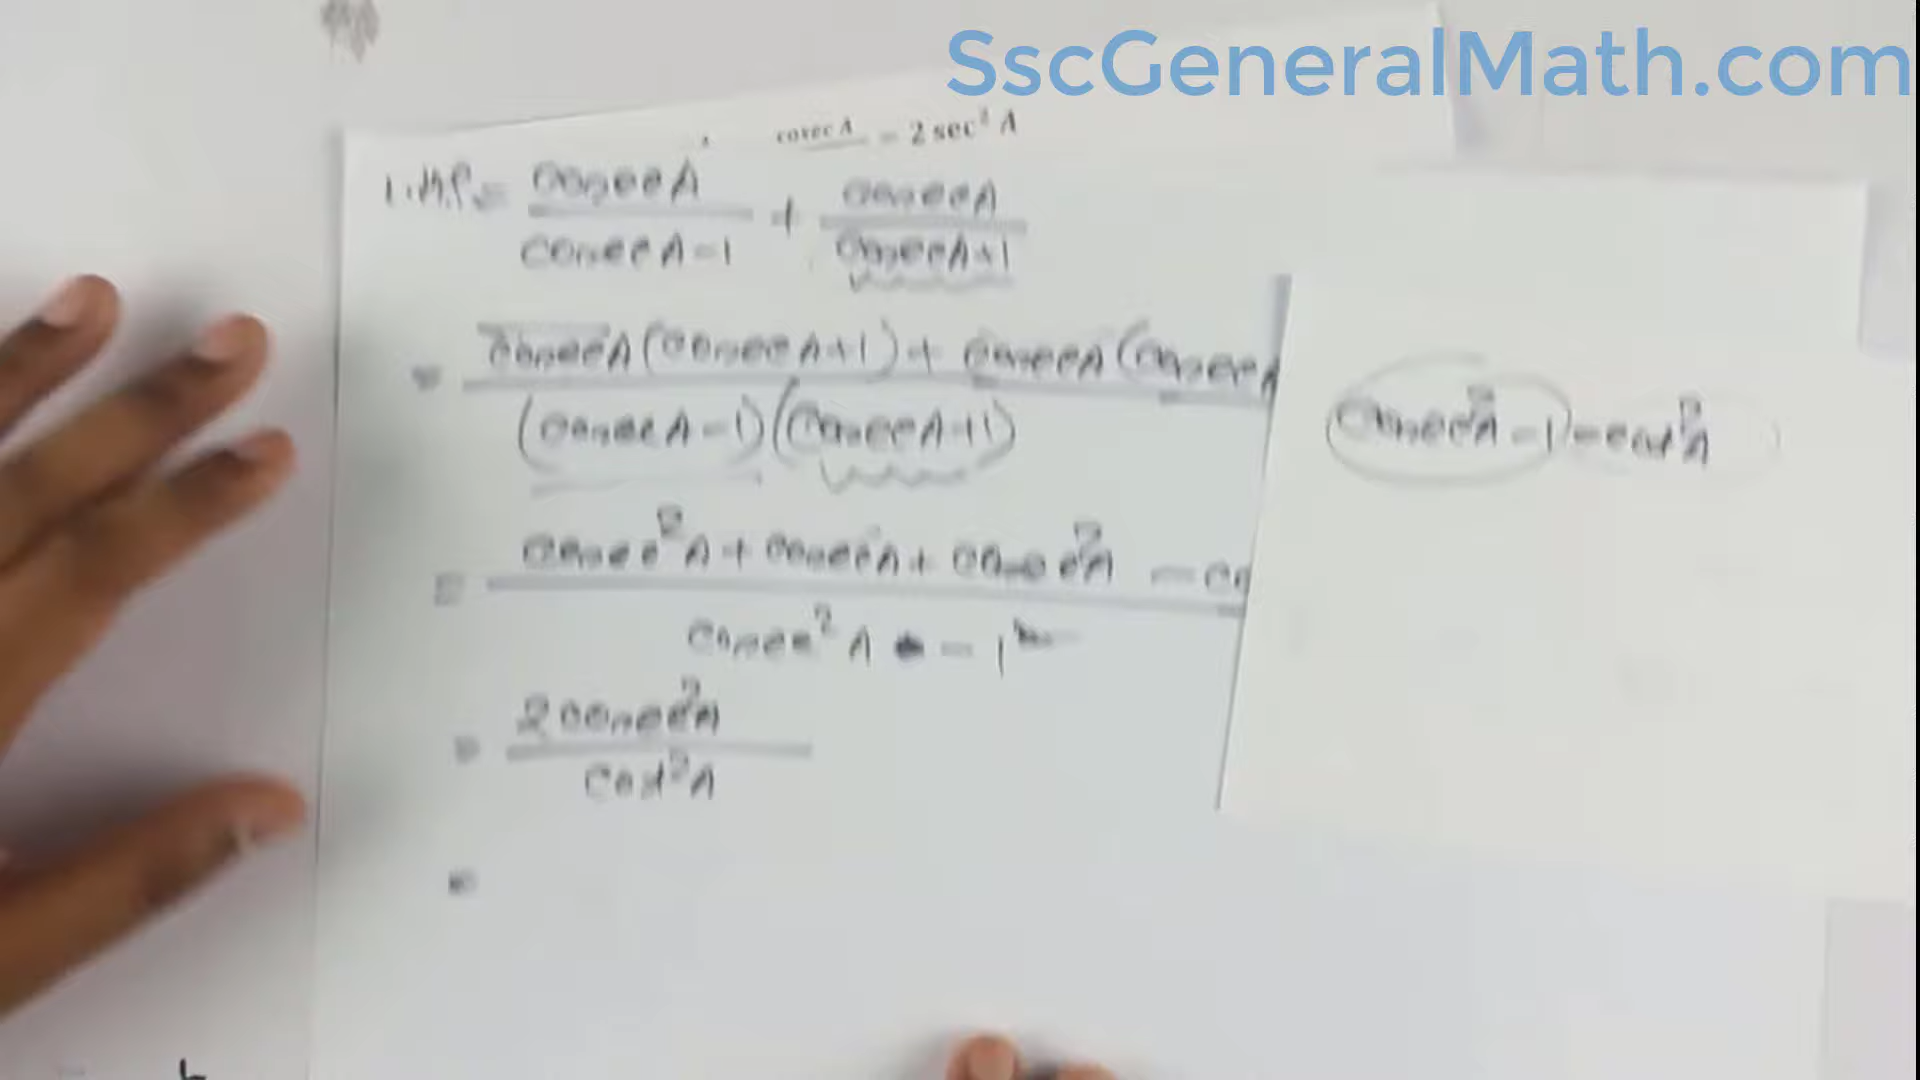 SscGeneralMath.com
cosec A = 2 sec² A
L.H.S = cosecA / cosecA-1 + cosecA / cosecA+1
= cosecA(cosecA+1) + cosecA(cosecA / (cosecA-1)(cosecA+1)
cosec²A - 1 = cot²A
= cosec²A + cosecA + cosec²A - co / cosec²A - 1
= 2cosec²A / cot²A
=